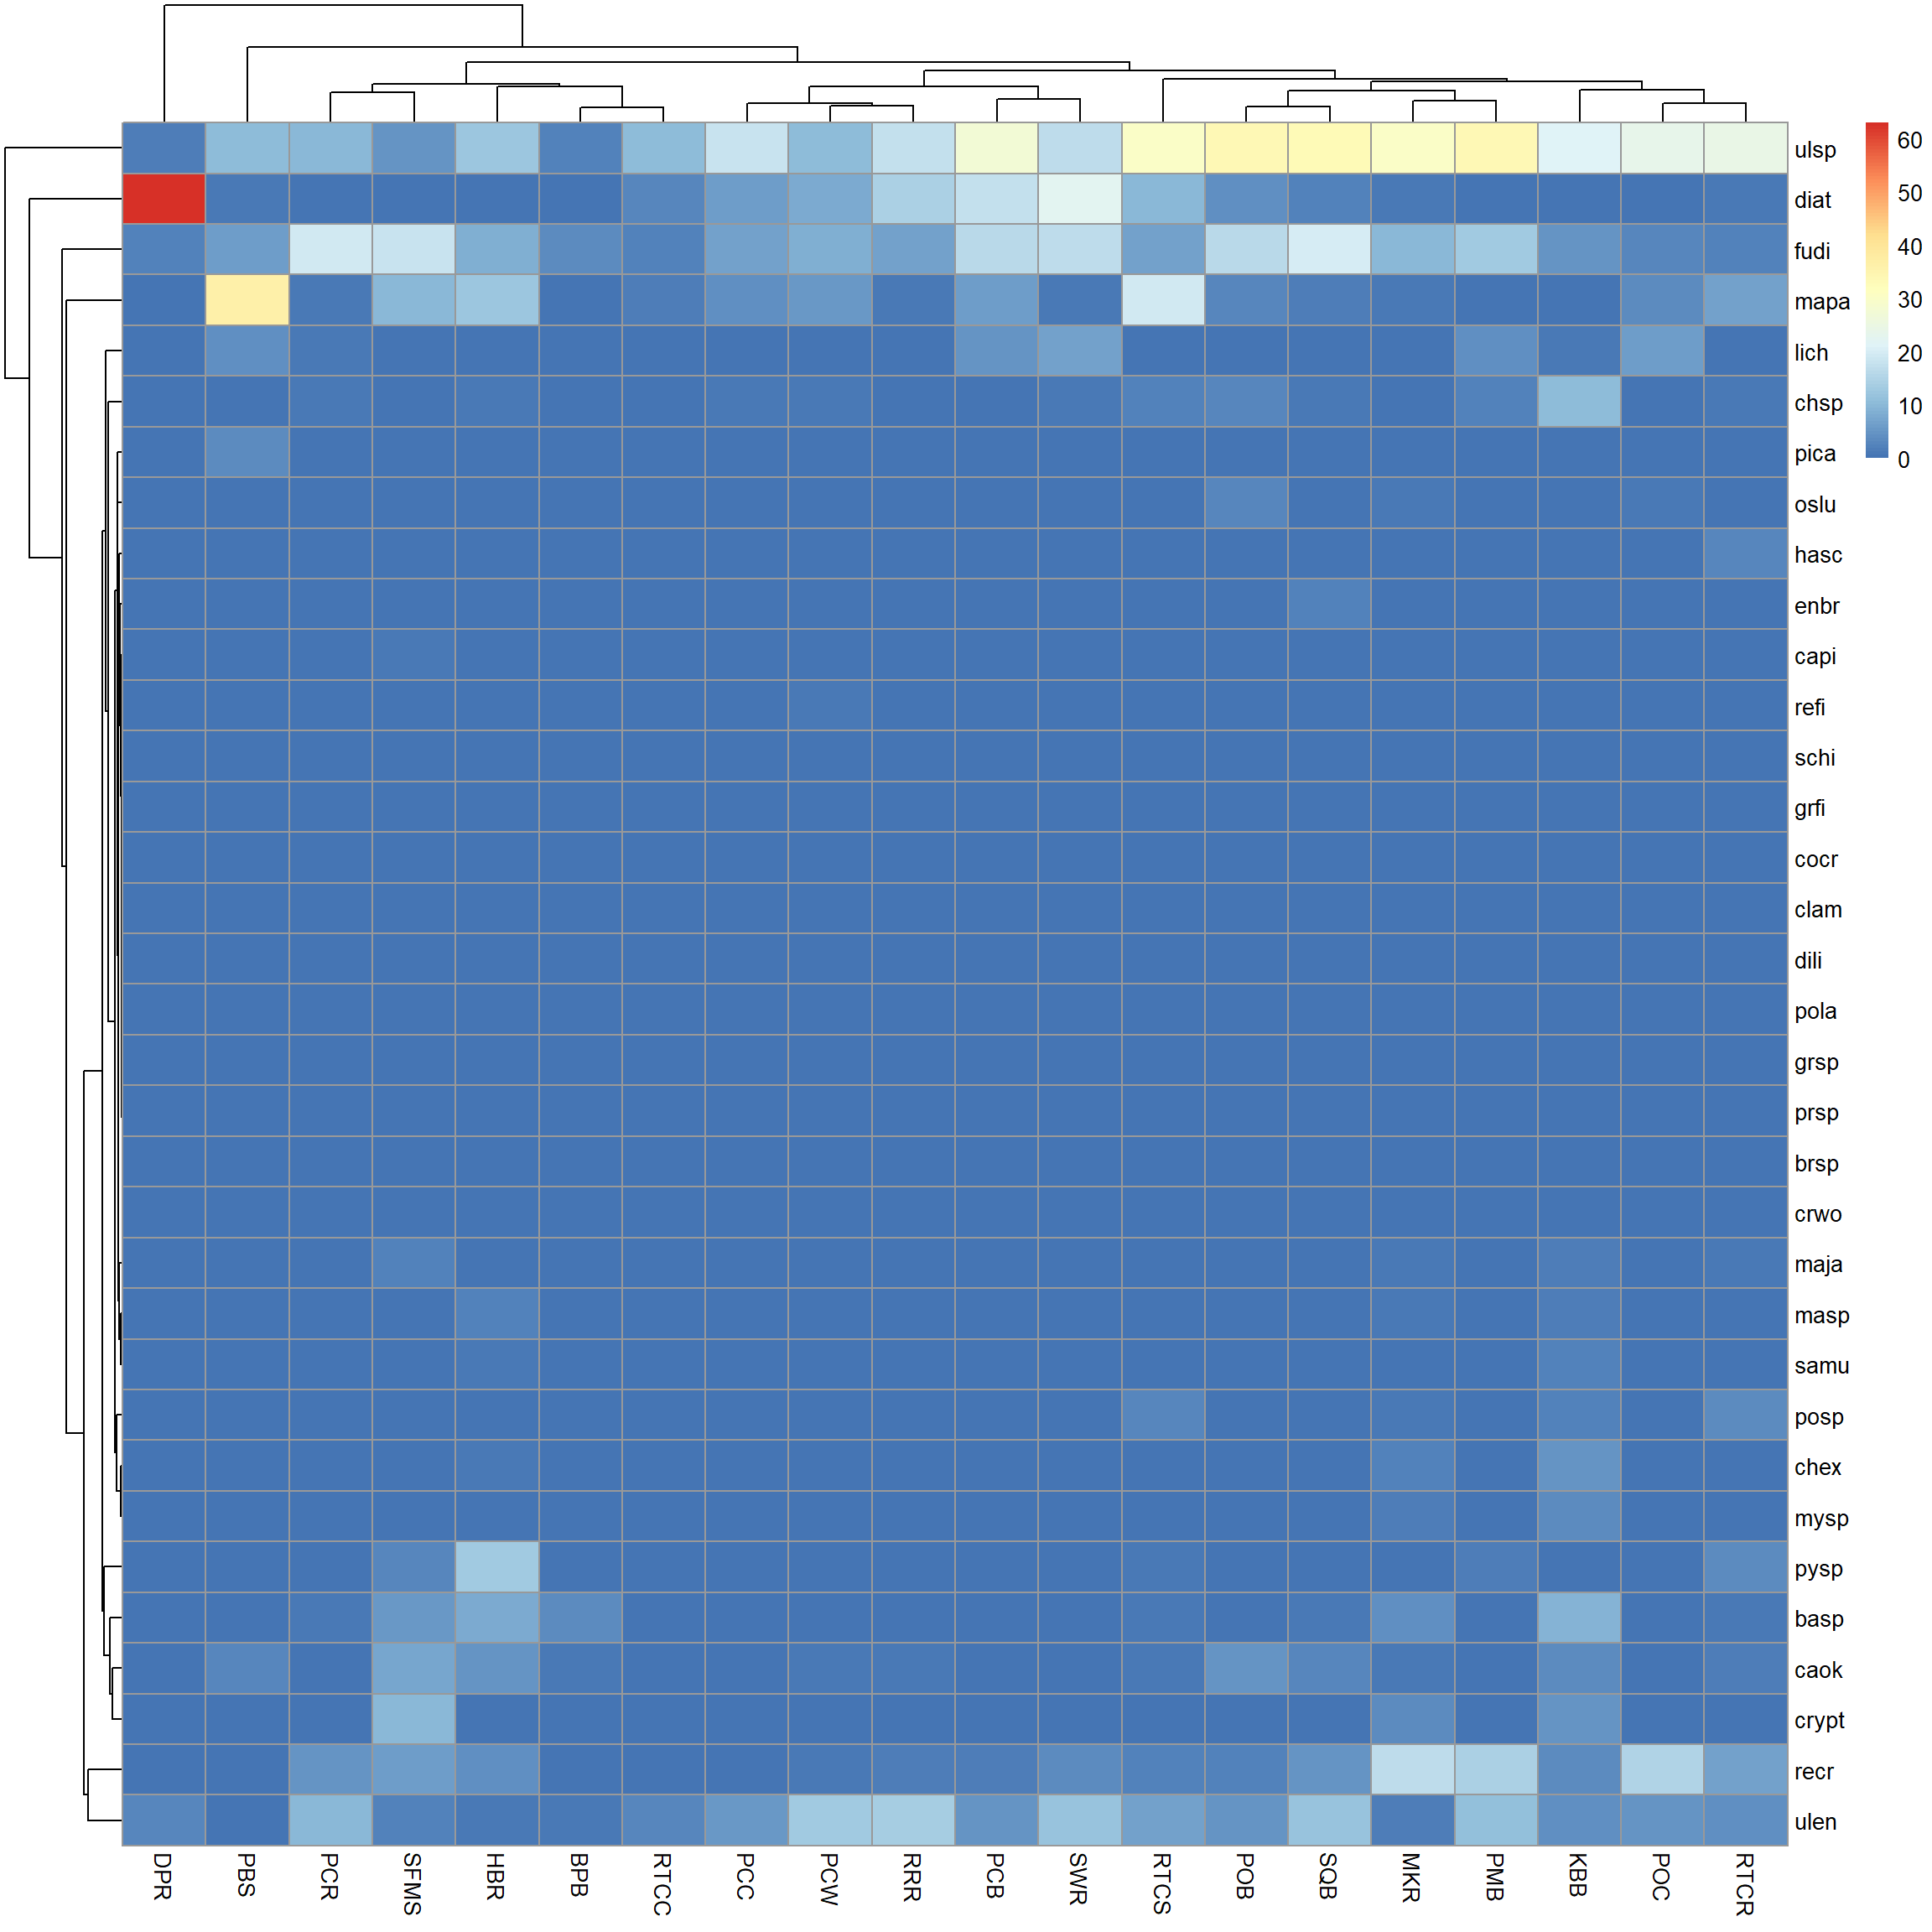 ulsp
diat
fudi
mapa
lich
chsp
pica
oslu
hasc
enbr
capi
refi
schi
grfi
cocr
clam
dili
pola
grsp
prsp
brsp
crwo
maja
masp
samu
posp
chex
mysp
pysp
basp
caok
crypt
recr
ulen
60
50
40
30
20
10
0
DPR
PBS
PCR
SFMS
HBR
BPB
RTCC
PCC
PCW
RRR
PCB
SWR
RTCS
POB
SQB
MKR
PMB
KBB
POC
RTCR